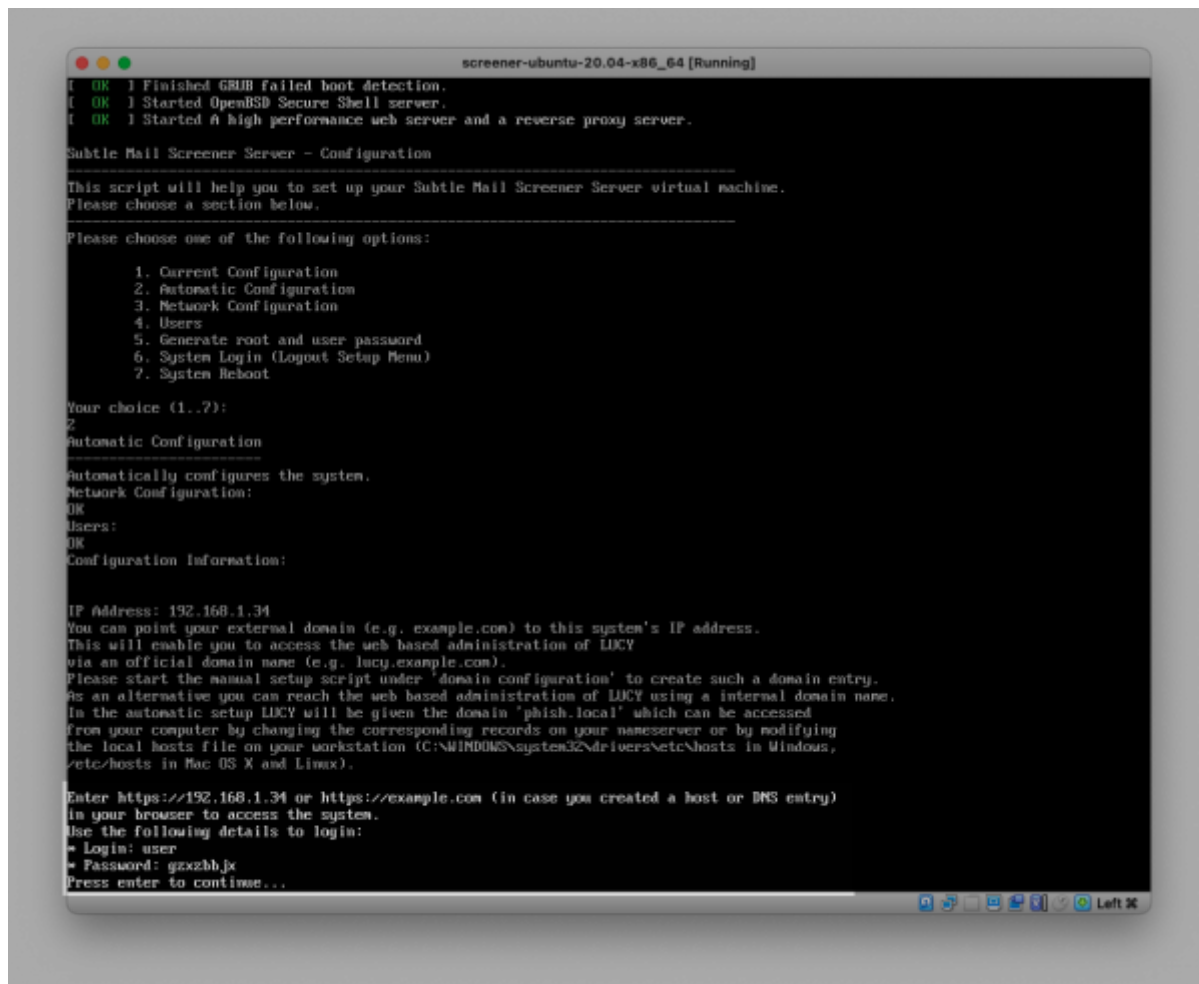 screener-ubuntu-20.04-x86_64 [Running]
[  OK  ] Finished GRUB failed boot detection.
[  OK  ] Started OpenBSD Secure Shell server.
[  OK  ] Started A high performance web server and a reverse proxy server.
Subtle Mail Screener Server - Configuration
This script will help you to set up your Subtle Mail Screener Server virtual machine.
Please choose a section below.
Please choose one of the following options:
1. Current Configuration
2. Automatic Configuration
3. Network Configuration
4. Users
5. Generate root and user password
6. System Login (Logout Setup Menu)
7. System Reboot
Your choice (1..7):
2
Automatic Configuration
Automatically configures the system.
Network Configuration:
OK
Users:
OK
Configuration Information:
IP Address: 192.168.1.34
You can point your external domain (e.g. example.com) to this system's IP address.
This will enable you to access the web based administration of LUCY
via an official domain name (e.g. lucy.example.com).
Please start the manual setup script under 'domain configuration' to create such a domain entry.
As an alternative you can reach the web based administration of LUCY using a internal domain name.
In the automatic setup LUCY will be given the domain 'phish.local' which can be accessed
from your computer by changing the corresponding records on your nameserver or by modifying
the local hosts file on your workstation (C:\WINDOWS\system32\drivers\etc\hosts in Windows,
/etc/hosts in Mac OS X and Linux).
Enter https://192.168.1.34 or https://example.com (in case you created a host or DNS entry)
in your browser to access the system.
Use the following details to login:
* Login: user
* Password: gzxzbbjx
Press enter to continue...
Left ⌘